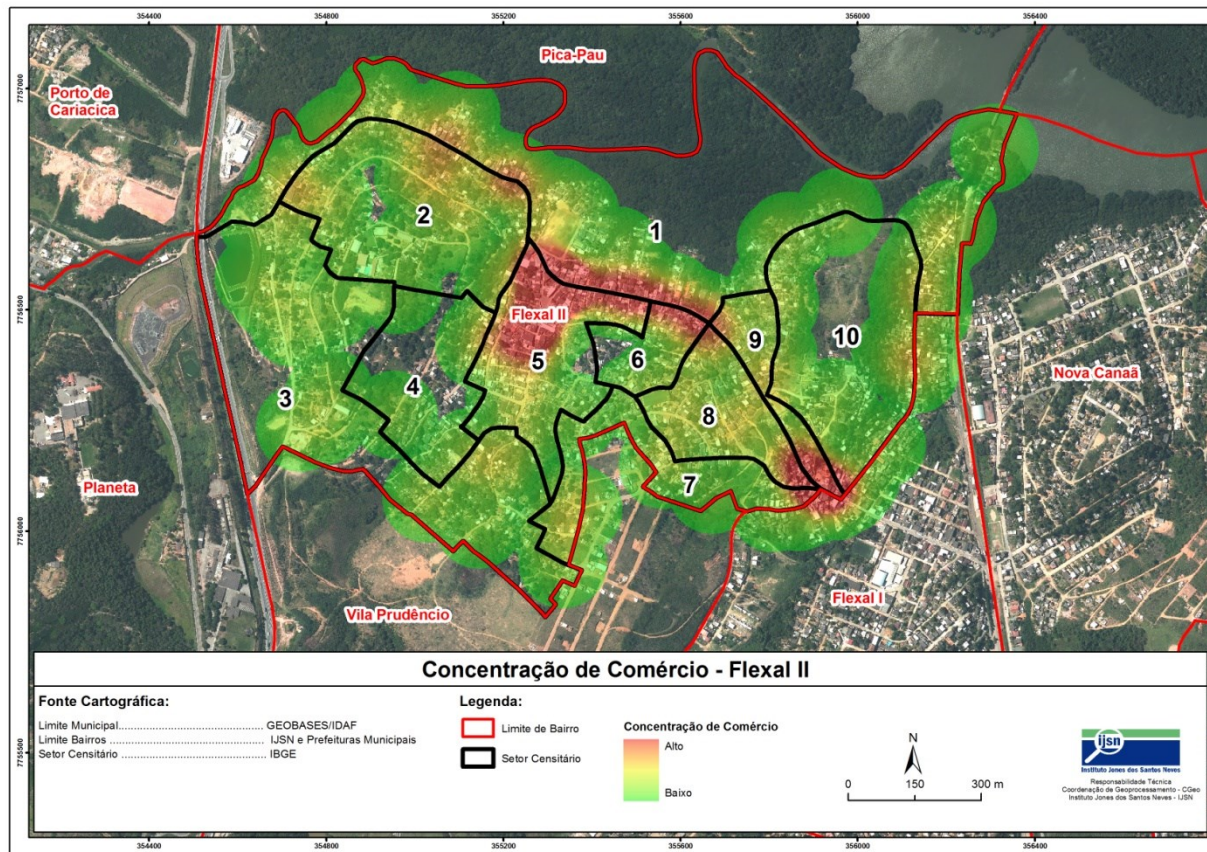 354400 354800 355200 355600 356000 356400
7757000
7756500
7756000
7755500
Pica-Pau
Porto de
Cariacica
2
1
Flexal II
5
6
9
10
Nova Canaã
3
4
8
7
Planeta
Vila Prudêncio
Flexal I
Concentração de Comércio - Flexal II
Fonte Cartográfica:
Limite Municipal............................................. GEOBASES/IDAF
Limite Bairros ................................................ IJSN e Prefeituras Municipais
Setor Censitário .............................................. IBGE
Legenda:
Limite de Bairro
Setor Censitário
Concentração de Comércio
Alto
Baixo
N
0 150 300 m
ijsn
Instituto Jones dos Santos Neves
Responsabilidade Técnica
Coordenação de Geoprocessamento - CGeo
Instituto Jones dos Santos Neves - IJSN
354400 354800 355200 355600 356000 356400